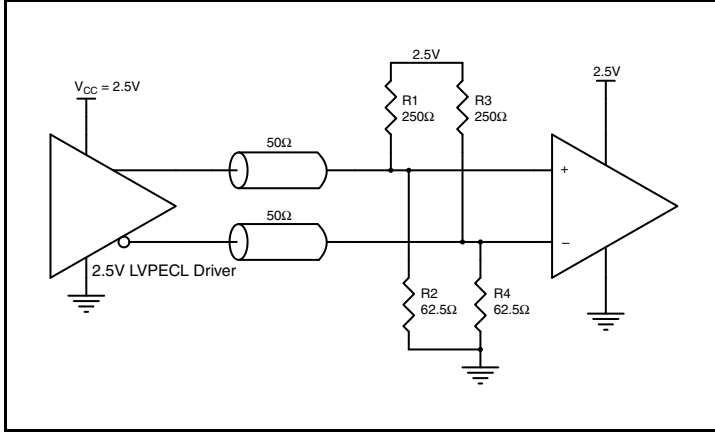 2.5V
V_CC = 2.5V
2.5V
R1
250Ω
R3
250Ω
50Ω
+
50Ω
–
2.5V LVPECL Driver
R2
62.5Ω
R4
62.5Ω